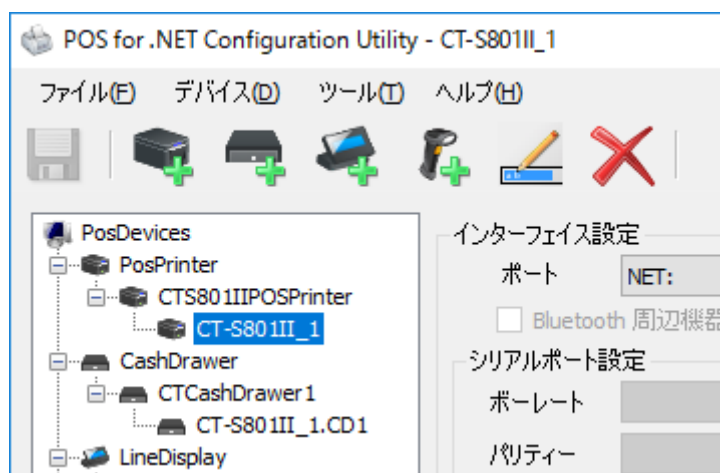 POS for .NET Configuration Utility - CT-S801II_1
ファイル(F) デバイス(D) ツール(T) ヘルプ(H)
PosDevices
PosPrinter
CTS801IIPOSPrinter
CT-S801II_1
CashDrawer
CTCashDrawer1
CT-S801II_1.CD1
LineDisplay
インターフェイス設定
ポート NET:
Bluetooth 周辺機器
シリアルポート設定
ボーレート
パリティー